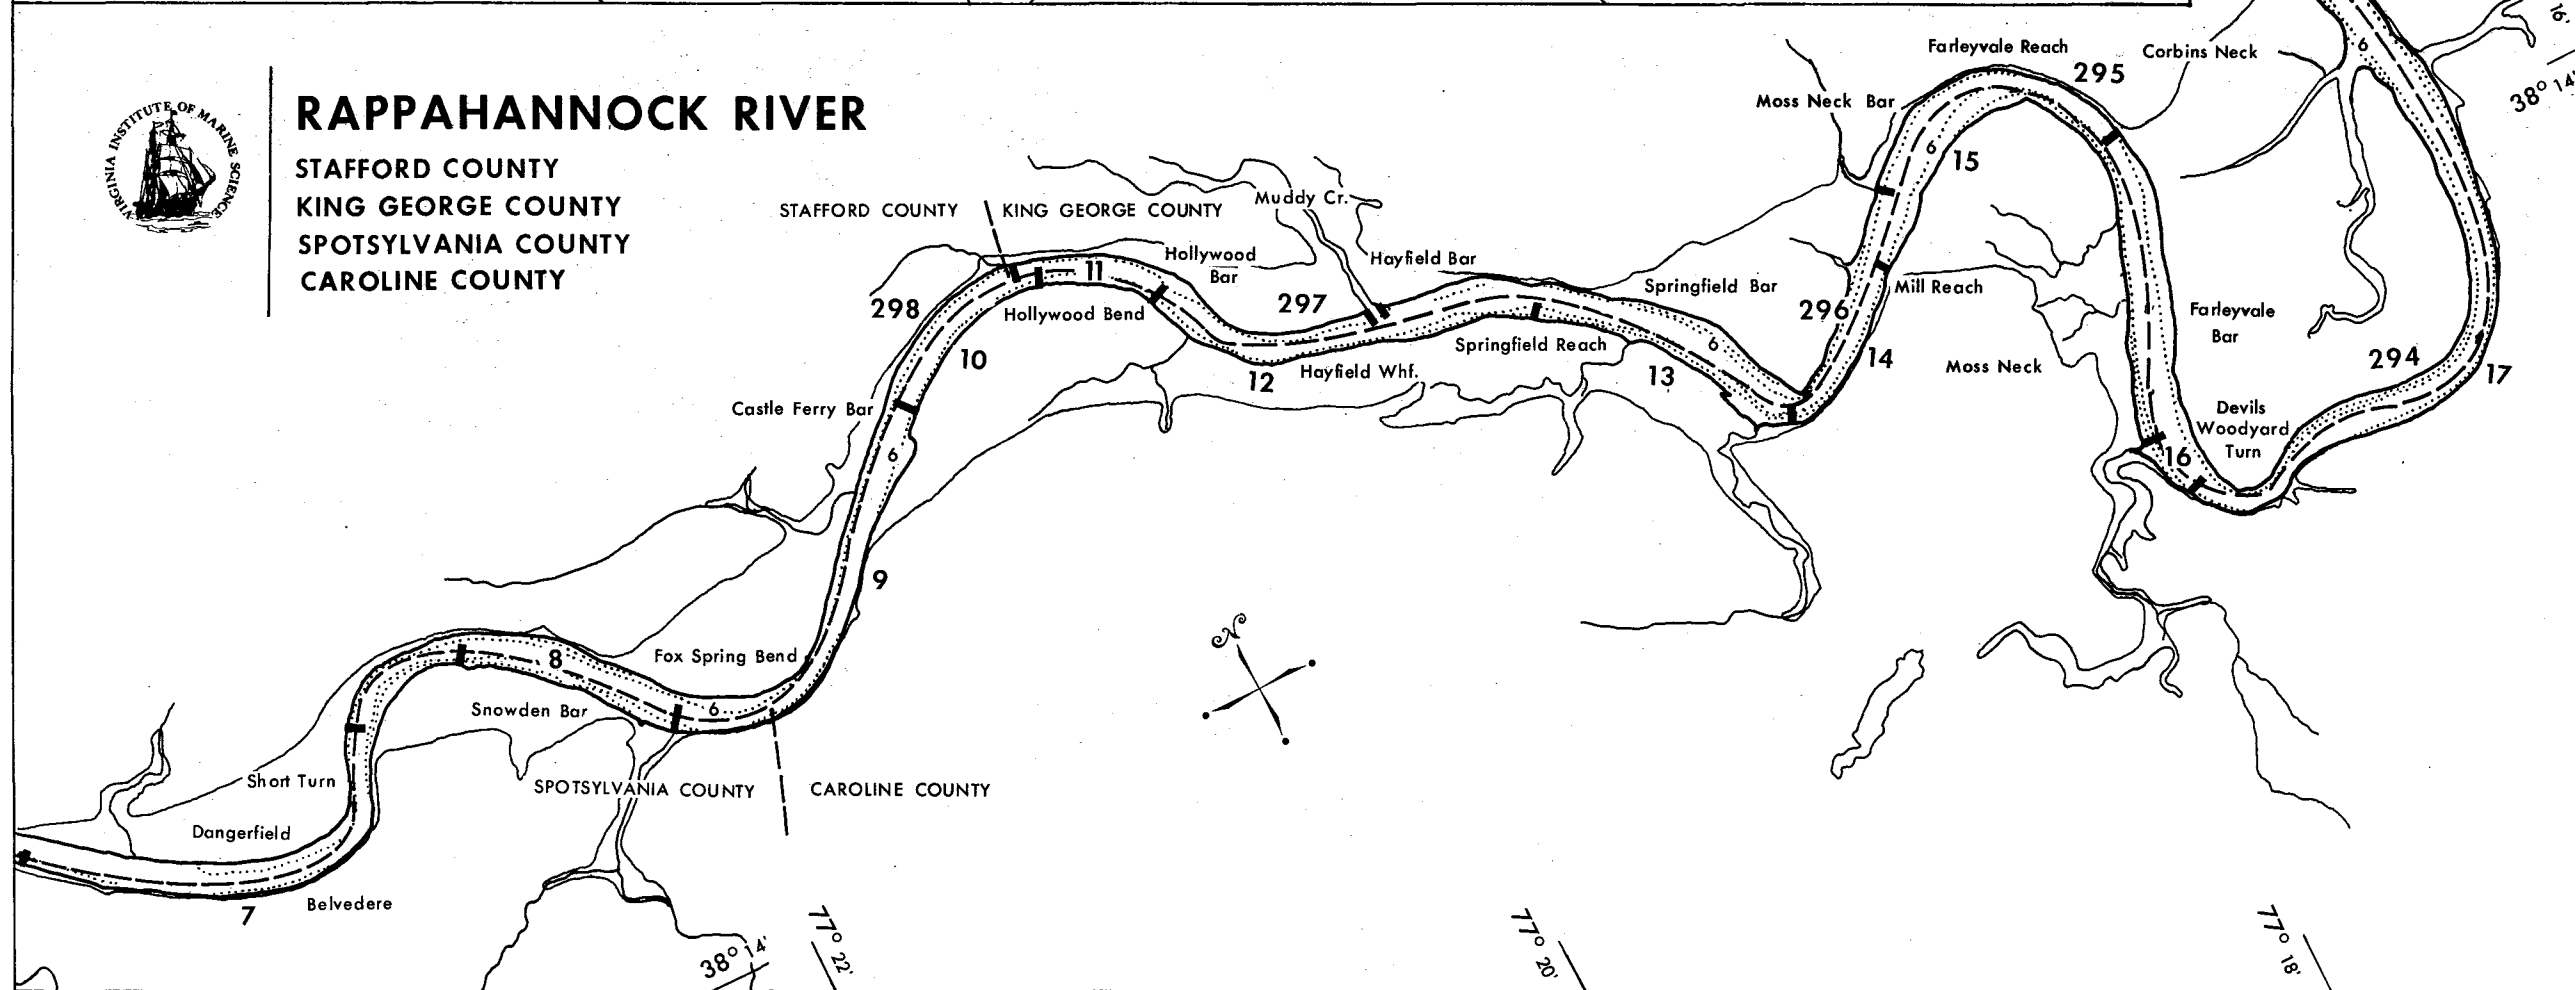 VIRGINIA INSTITUTE OF MARINE SCIENCE
RAPPAHANNOCK RIVER
STAFFORD COUNTY
KING GEORGE COUNTY
SPOTSYLVANIA COUNTY
CAROLINE COUNTY
Farleyvale Reach
295
Corbins Neck
6
16'
38° 14'
Moss Neck Bar
6
15
STAFFORD COUNTY
KING GEORGE COUNTY
Muddy Cr.
Hollywood
Bar
Hayfield Bar
11
298
Hollywood Bend
297
Springfield Bar
296
Mill Reach
Farleyvale
Bar
10
Springfield Reach
6
14
Moss Neck
294
17
12
Hayfield Whf.
13
Castle Ferry Bar
6
Devils
Woodyard
Turn
16
9
N
8
Fox Spring Bend
Snowden Bar
6
Short Turn
SPOTSYLVANIA COUNTY
CAROLINE COUNTY
Dangerfield
7
Belvedere
38° 14'
77° 22'
77° 20'
77° 18'